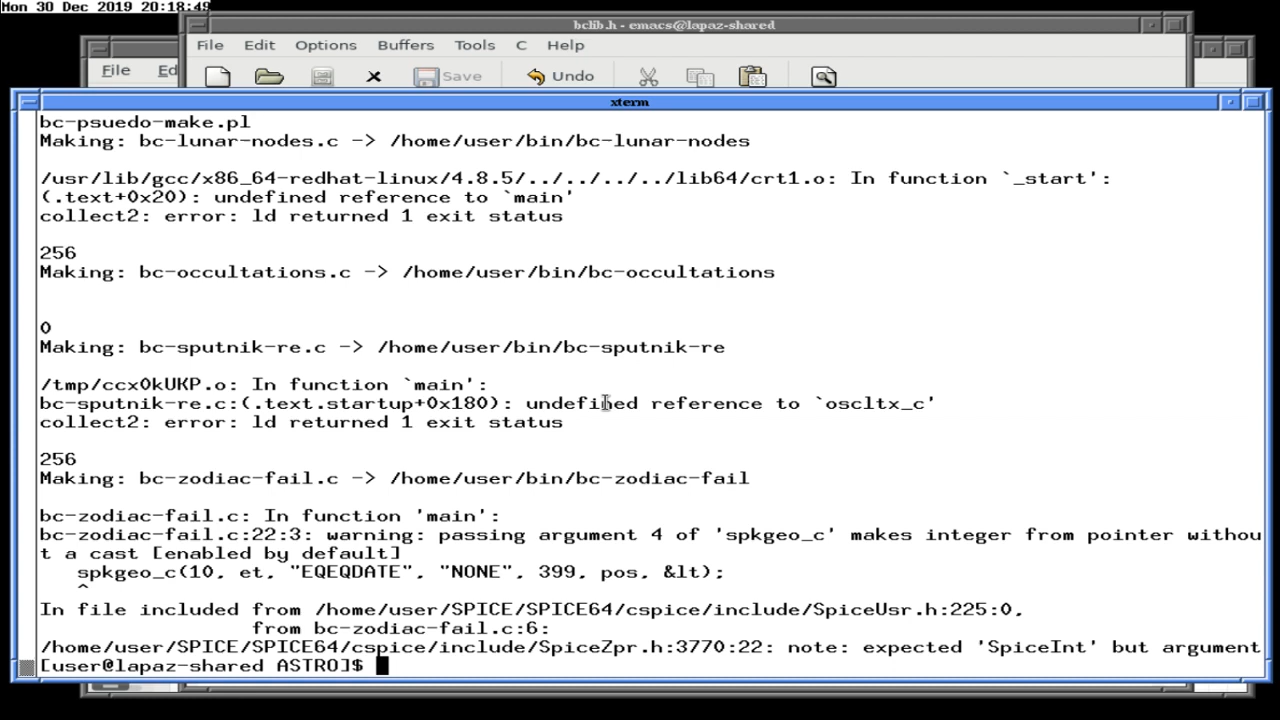 Mon 30 Dec 2019 20:18:49
bclib.h - emacs@lapaz-shared
File Edit Options Buffers Tools C Help
File Ed
Save Undo
xterm
bc-psuedo-make.pl
Making: bc-lunar-nodes.c -> /home/user/bin/bc-lunar-nodes
/usr/lib/gcc/x86_64-redhat-linux/4.8.5/../../../../lib64/crt1.o: In function `_start':
(.text+0x20): undefined reference to `main'
collect2: error: ld returned 1 exit status
256
Making: bc-occultations.c -> /home/user/bin/bc-occultations
0
Making: bc-sputnik-re.c -> /home/user/bin/bc-sputnik-re
/tmp/ccx0kUKP.o: In function `main':
bc-sputnik-re.c:(.text.startup+0x180): undefined reference to `oscltx_c'
collect2: error: ld returned 1 exit status
256
Making: bc-zodiac-fail.c -> /home/user/bin/bc-zodiac-fail
bc-zodiac-fail.c: In function 'main':
bc-zodiac-fail.c:22:3: warning: passing argument 4 of 'spkgeo_c' makes integer from pointer withou
t a cast [enabled by default]
spkgeo_c(10, et, "EQEQDATE", "NONE", 399, pos, &lt);
^
In file included from /home/user/SPICE/SPICE64/cspice/include/SpiceUsr.h:225:0,
from bc-zodiac-fail.c:6:
/home/user/SPICE/SPICE64/cspice/include/SpiceZpr.h:3770:22: note: expected 'SpiceInt' but argument
[user@lapaz-shared ASTRO]$